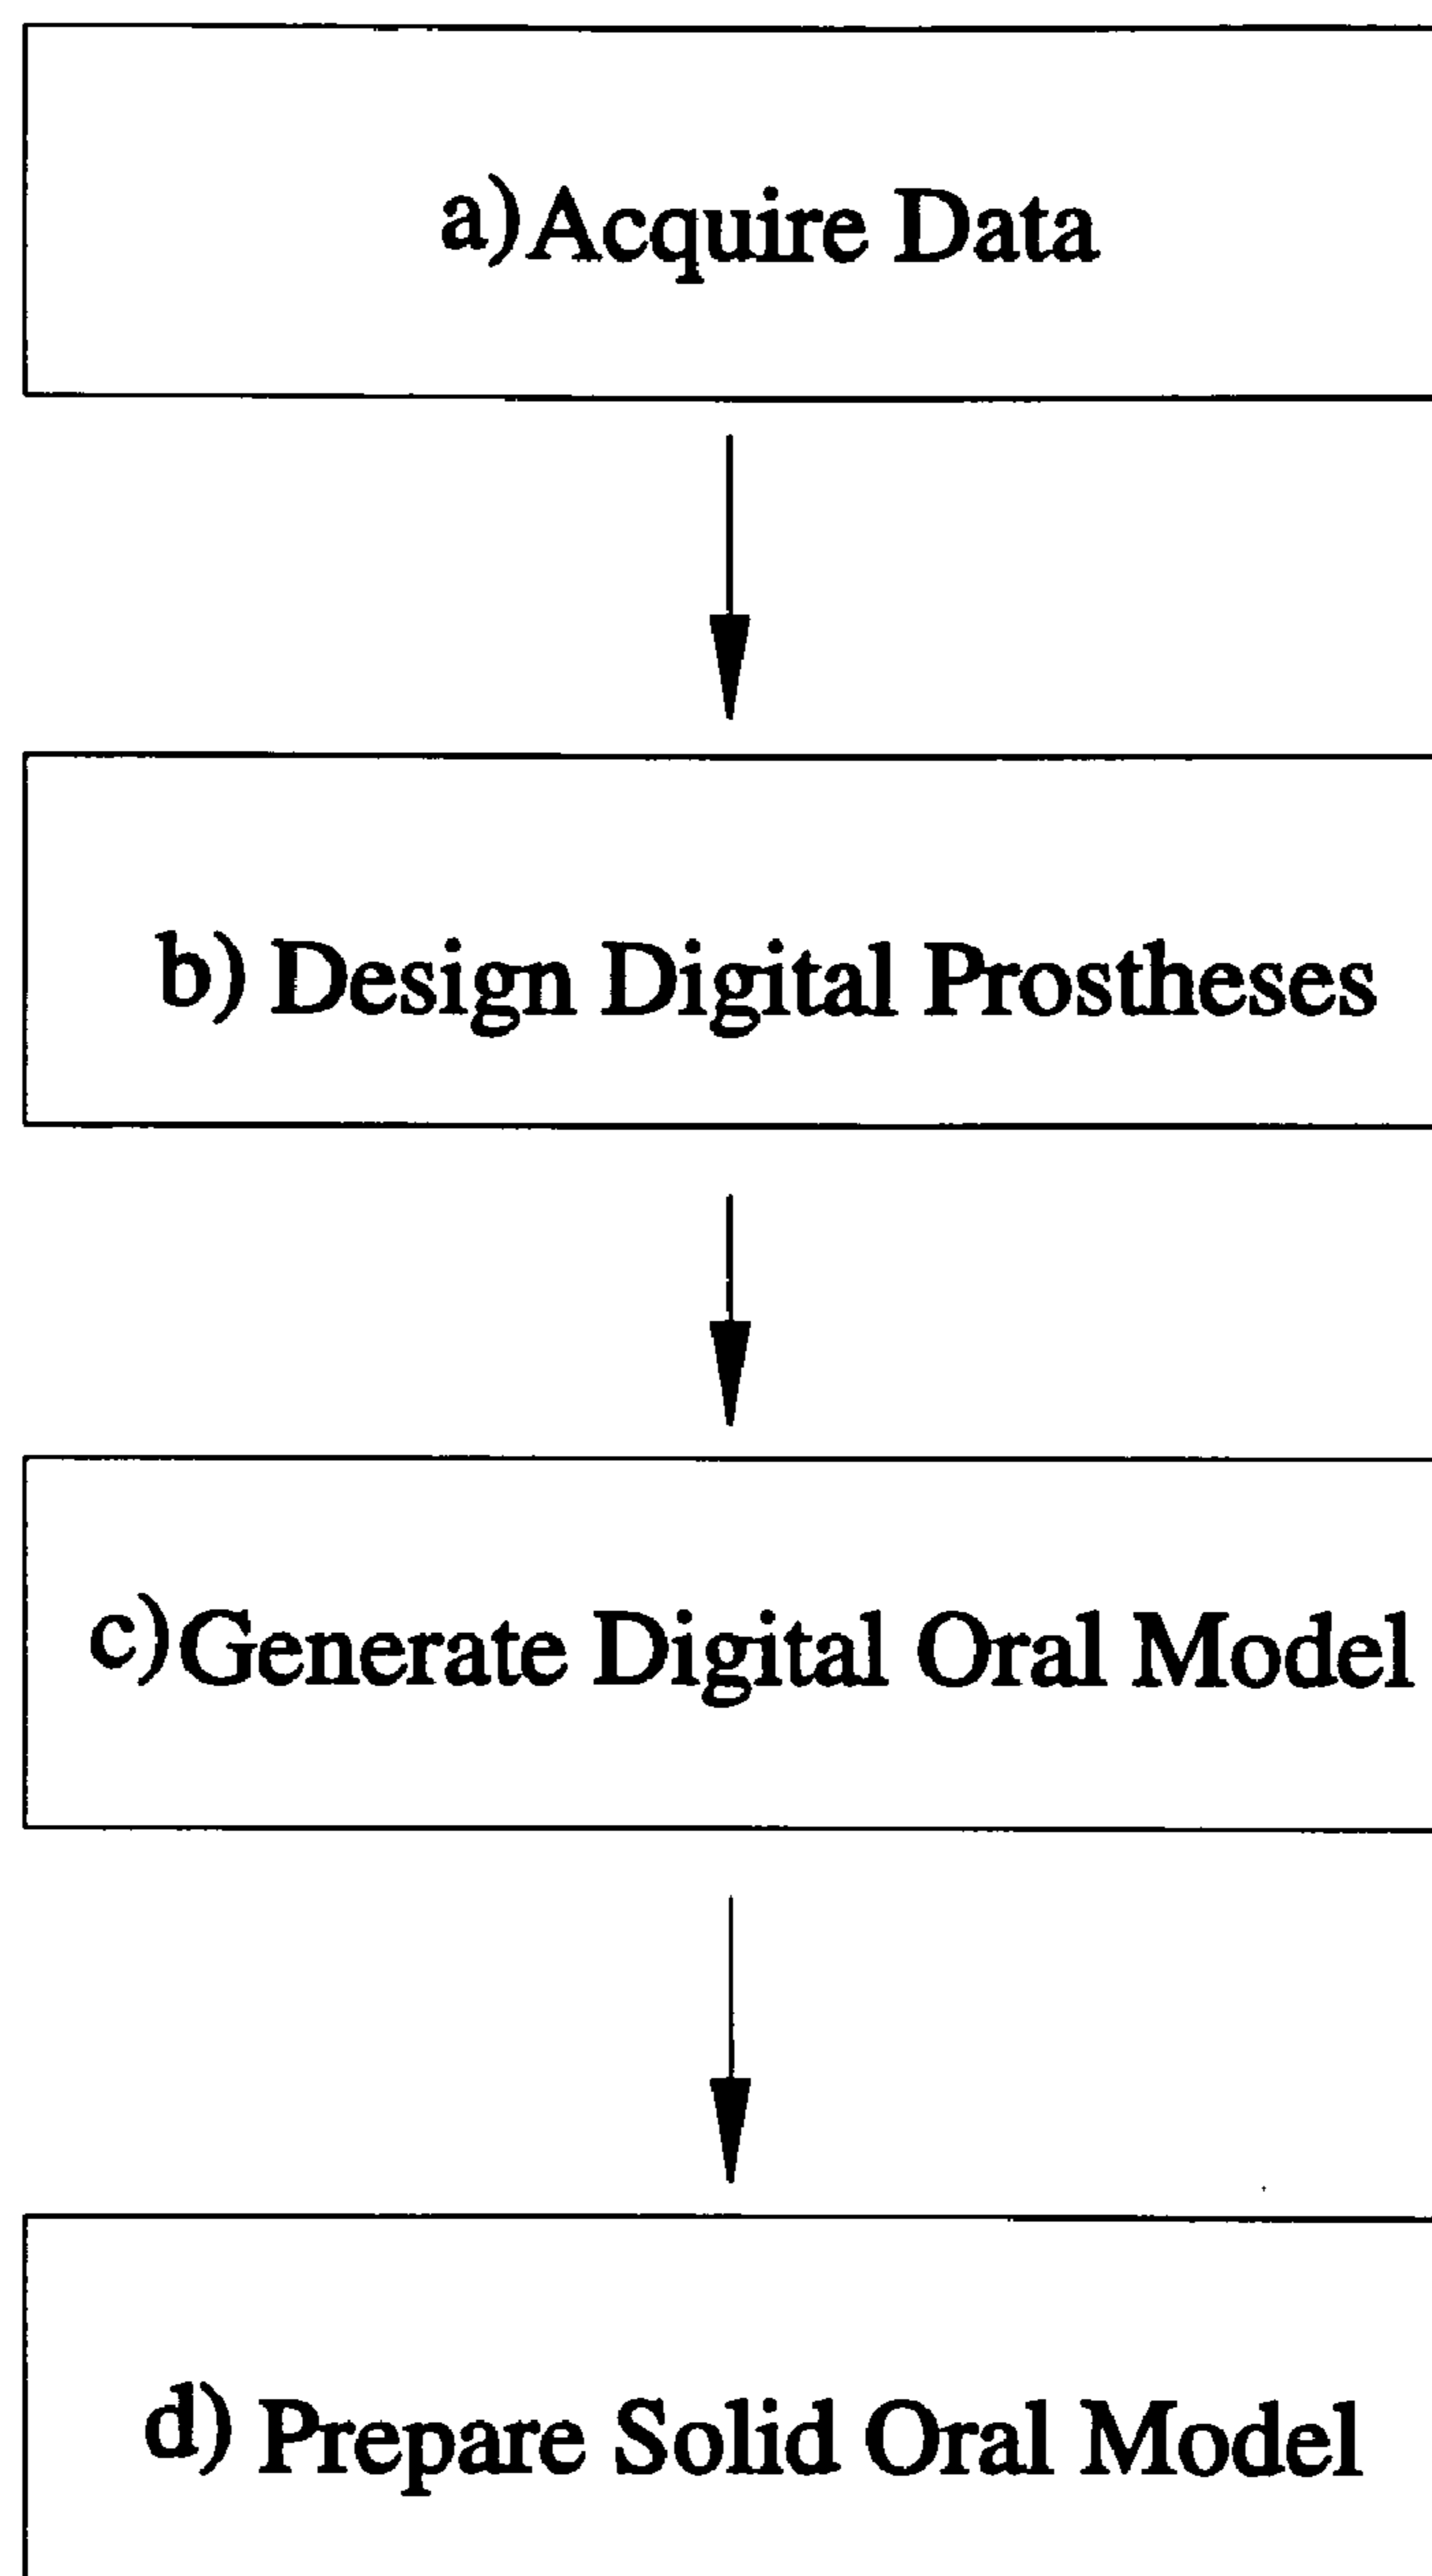 a)Acquire Data
b) Design Digital Prostheses
c)Generate Digital Oral Model
d) Prepare Solid Oral Model